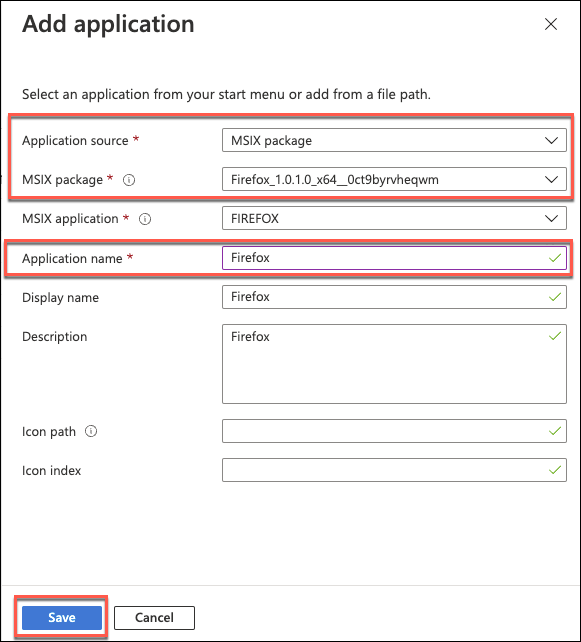 Add application
Select an application from your start menu or add from a file path.
Application source * MSIX package
MSIX package * Firefox_1.0.1.0_x64__0ct9byrvheqwm
MSIX application * FIREFOX
Application name * Firefox
Display name Firefox
Description Firefox
Icon path
Icon index
Save Cancel